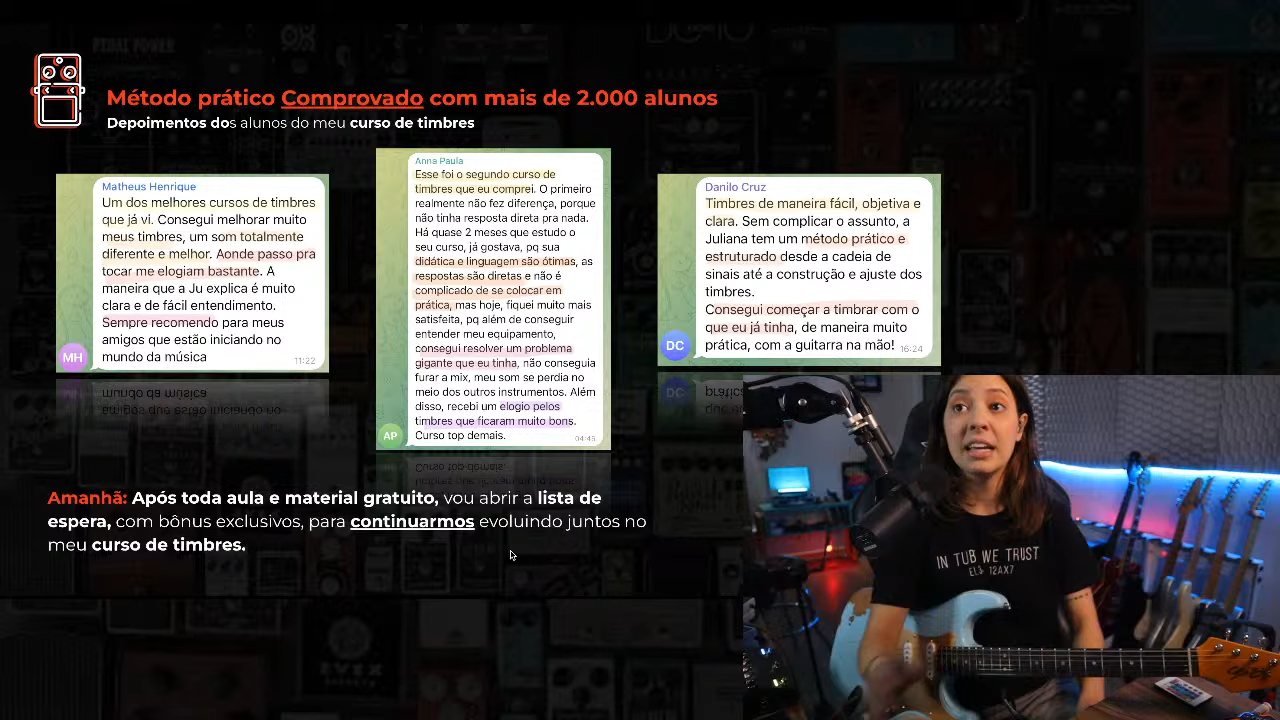 Método prático Comprovado com mais de 2.000 alunos
Depoimentos dos alunos do meu curso de timbres
Matheus Henrique
Um dos melhores cursos de timbres
que já vi. Consegui melhorar muito
meus timbres, um som totalmente
diferente e melhor. Aonde passo pra
tocar me elogiam bastante. A
maneira que a Ju explica é muito
clara e de fácil entendimento.
Sempre recomendo para meus
amigos que estão iniciando no
mundo da música
11:22
MH
Anna Paula
Esse foi o segundo curso de
timbres que eu comprei. O primeiro
realmente não fez diferença, porque
não tinha resposta direta pra nada.
Há quase 2 meses que estudo o
seu curso, já gostava, pq sua
didática e linguagem são ótimas, as
respostas são diretas e não é
complicado de se colocar em
prática, mas hoje, fiquei muito mais
satisfeita, pq além de conseguir
entender meu equipamento,
consegui resolver um problema
gigante que eu tinha, não conseguia
furar a mix, meu som se perdia no
meio dos outros instrumentos. Além
disso, recebi um elogio pelos
timbres que ficaram muito bons.
Curso top demais.
AP
Danilo Cruz
Timbres de maneira fácil, objetiva e
clara. Sem complicar o assunto, a
Juliana tem um método prático e
estruturado desde a cadeia de
sinais até a construção e ajuste dos
timbres.
Consegui começar a timbrar com o
que eu já tinha, de maneira muito
prática, com a guitarra na mão!
16:24
DC
Amanhã: Após toda aula e material gratuito, vou abrir a lista de
espera, com bônus exclusivos, para continuarmos evoluindo juntos no
meu curso de timbres.
IN TUB WE TRUST
12AX7